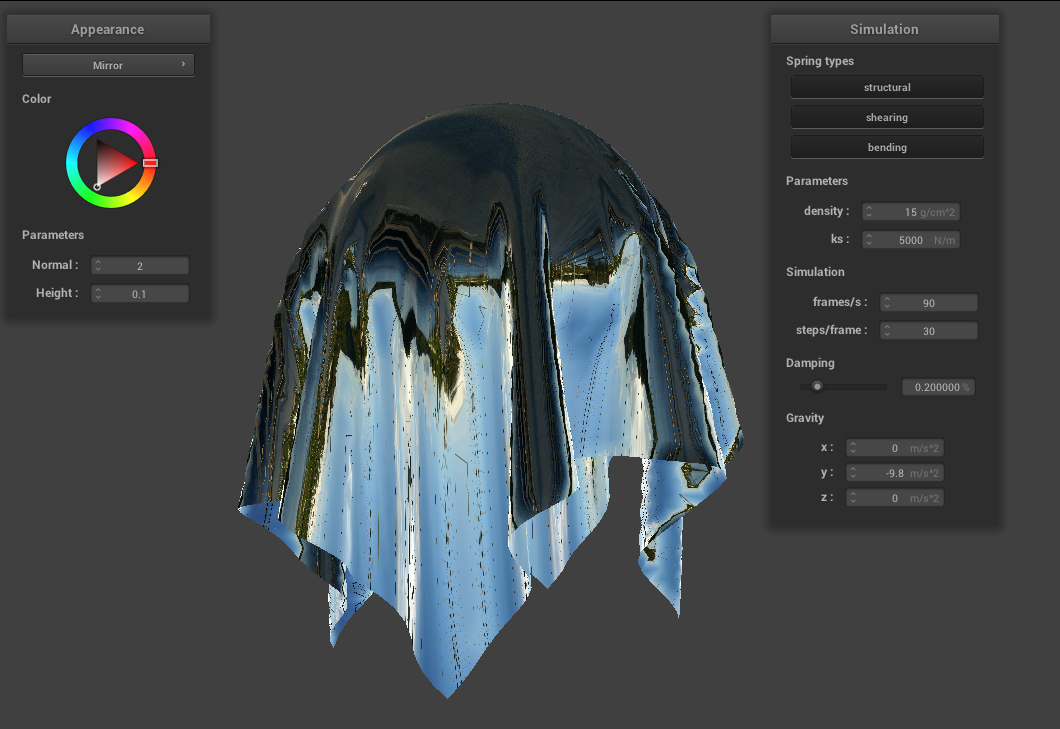 Appearance
Mirror
Color
Parameters
Normal : 2
Height : 0.1
Simulation
Spring types
structural
shearing
bending
Parameters
density : 15 g/cm^2
ks : 5000 N/m
Simulation
frames/s : 90
steps/frame : 30
Damping
0.200000 %
Gravity
x : 0 m/s^2
y : -9.8 m/s^2
z : 0 m/s^2